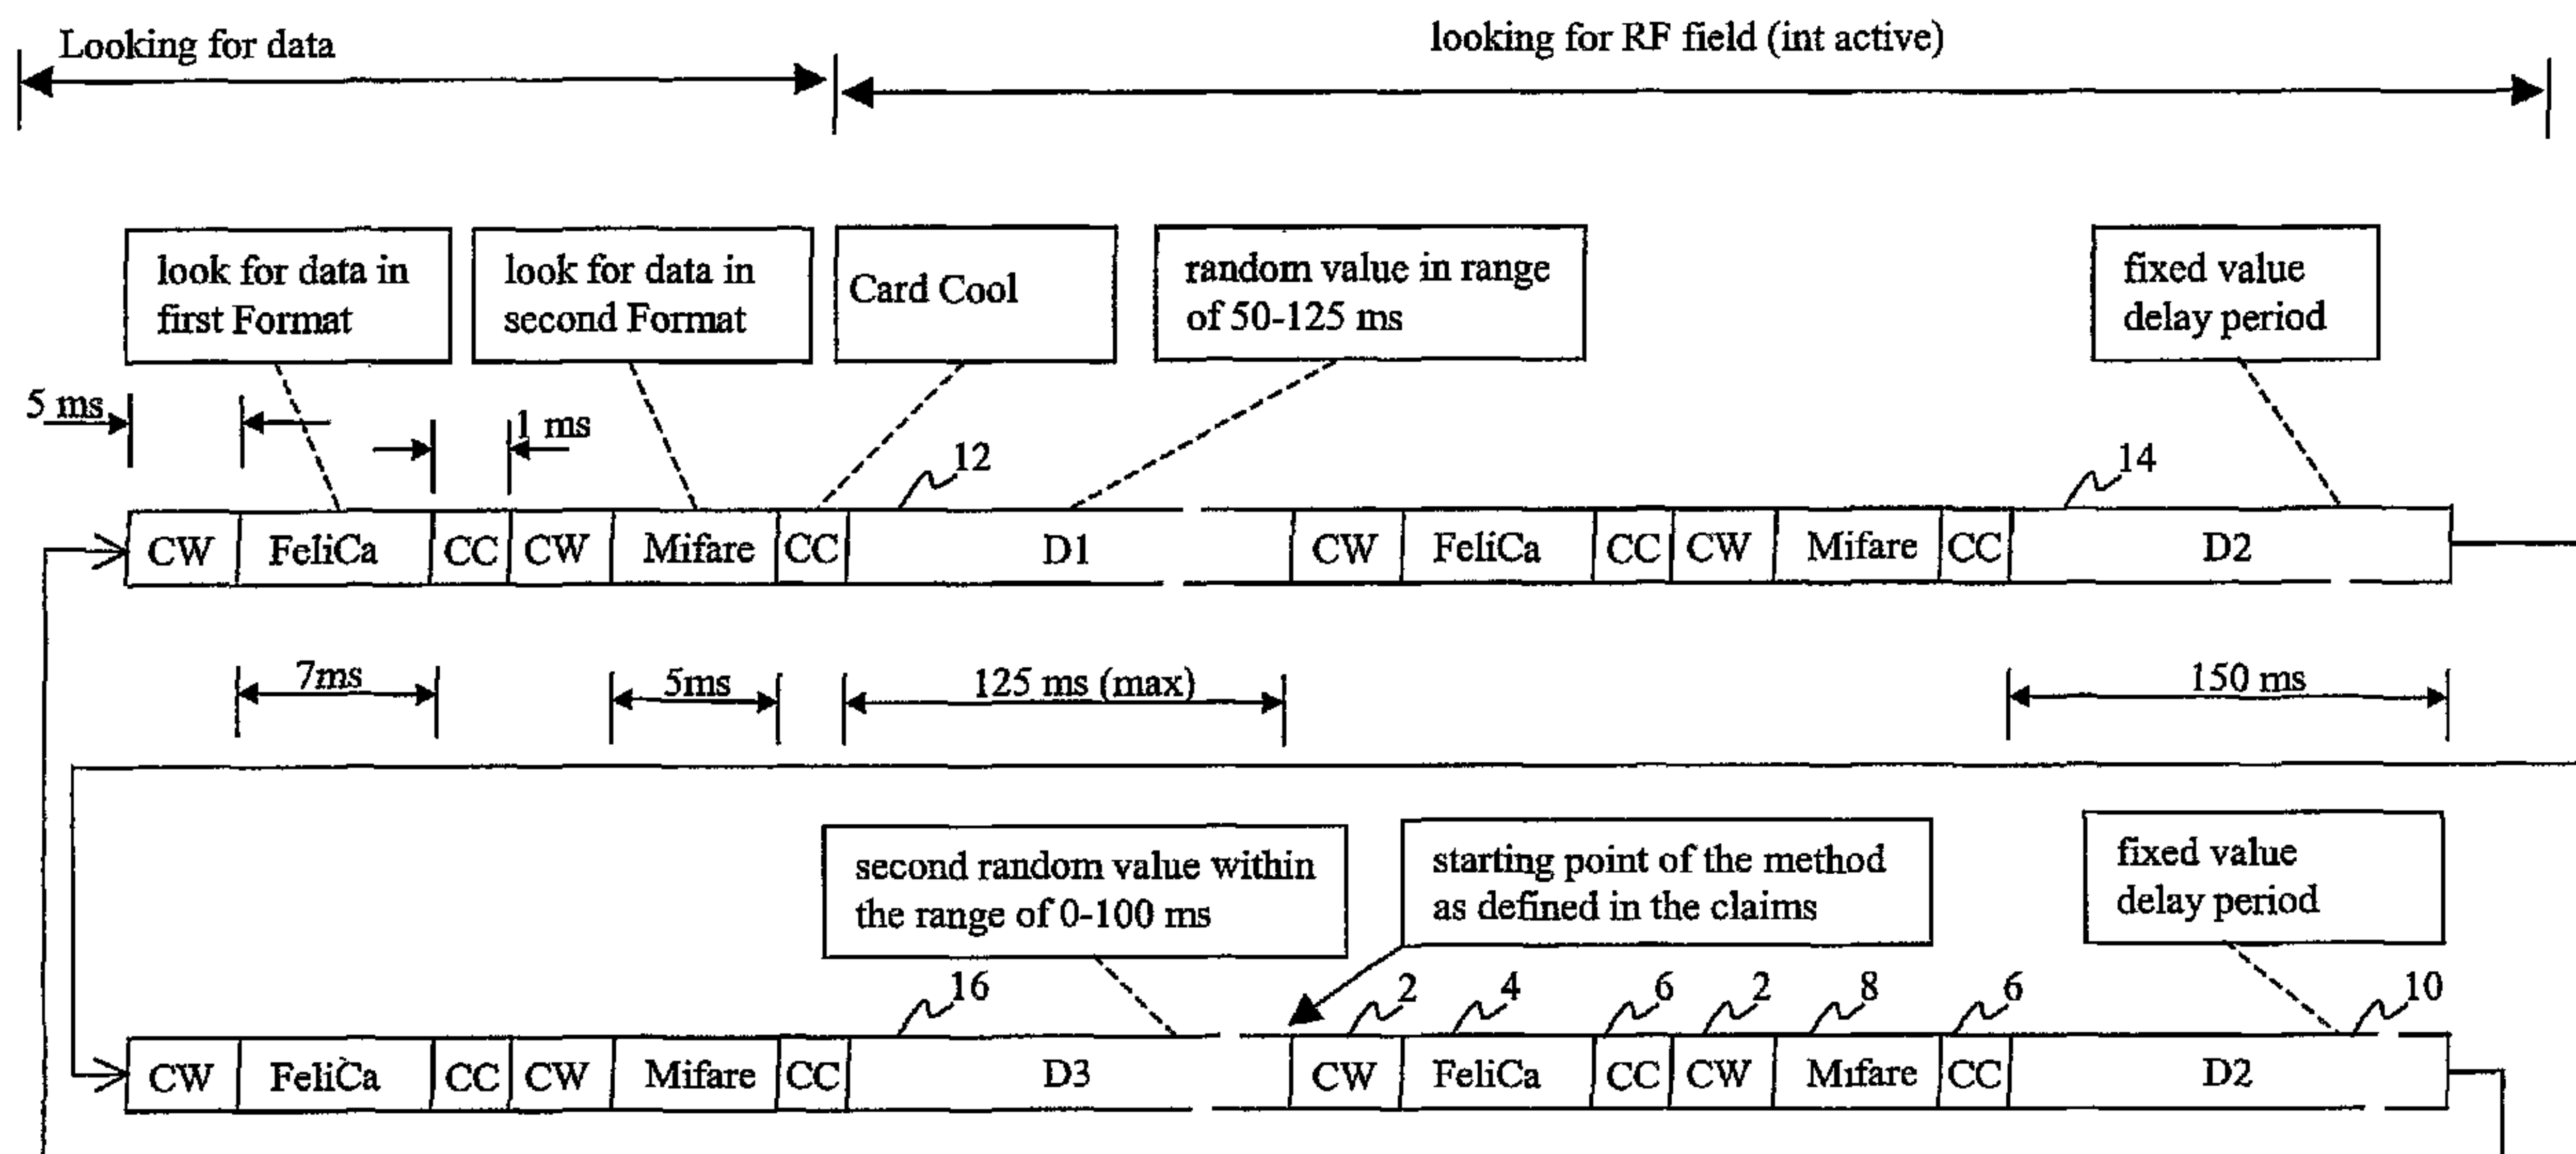 Looking for data
looking for RF field (int active)
look for data in
first Format
look for data in
second Format
Card Cool
random value in range
of 50-125 ms
fixed value
delay period
5 ms
1 ms
12
14
CW FeliCa CC CW Mifare CC D1 CW FeliCa CC CW Mifare CC D2
7ms
5ms
125 ms (max)
150 ms
second random value within
the range of 0-100 ms
starting point of the method
as defined in the claims
fixed value
delay period
16
2
4
6
2
8
6
10
CW FeliCa CC CW Mifare CC D3 CW FeliCa CC CW Mifare CC D2